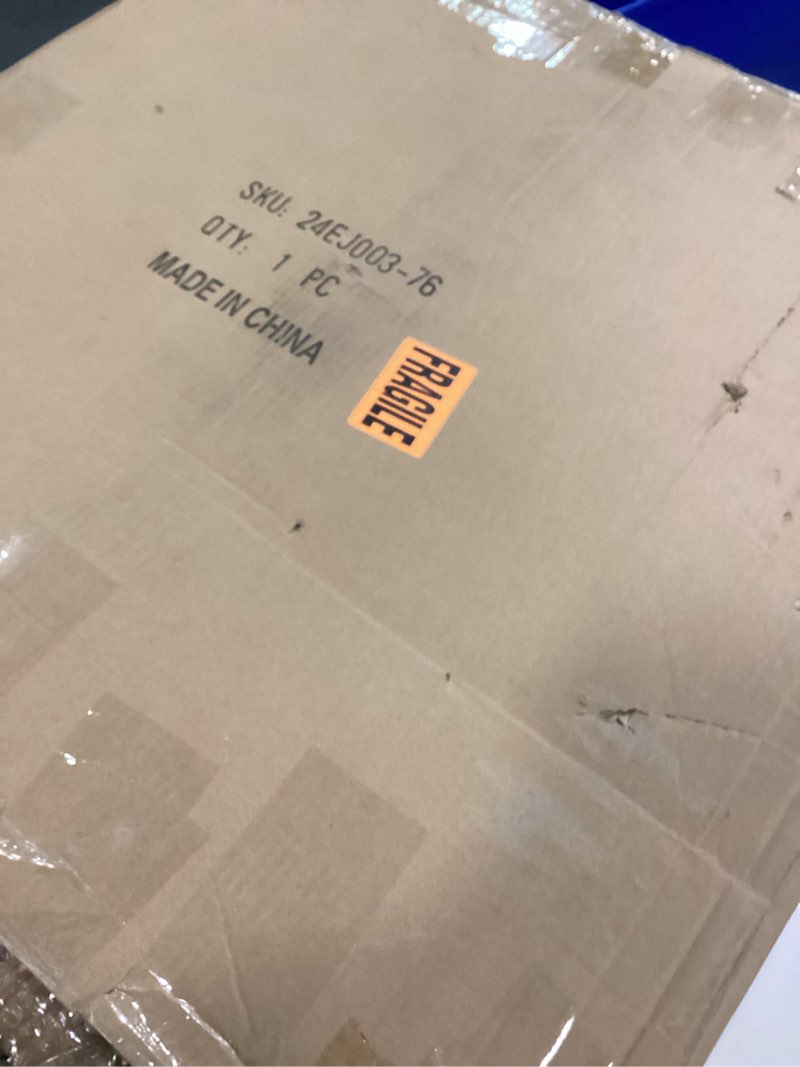 SKU: 24EJ003-76
QTY: 1 PC
MADE IN CHINA
FRAGILE